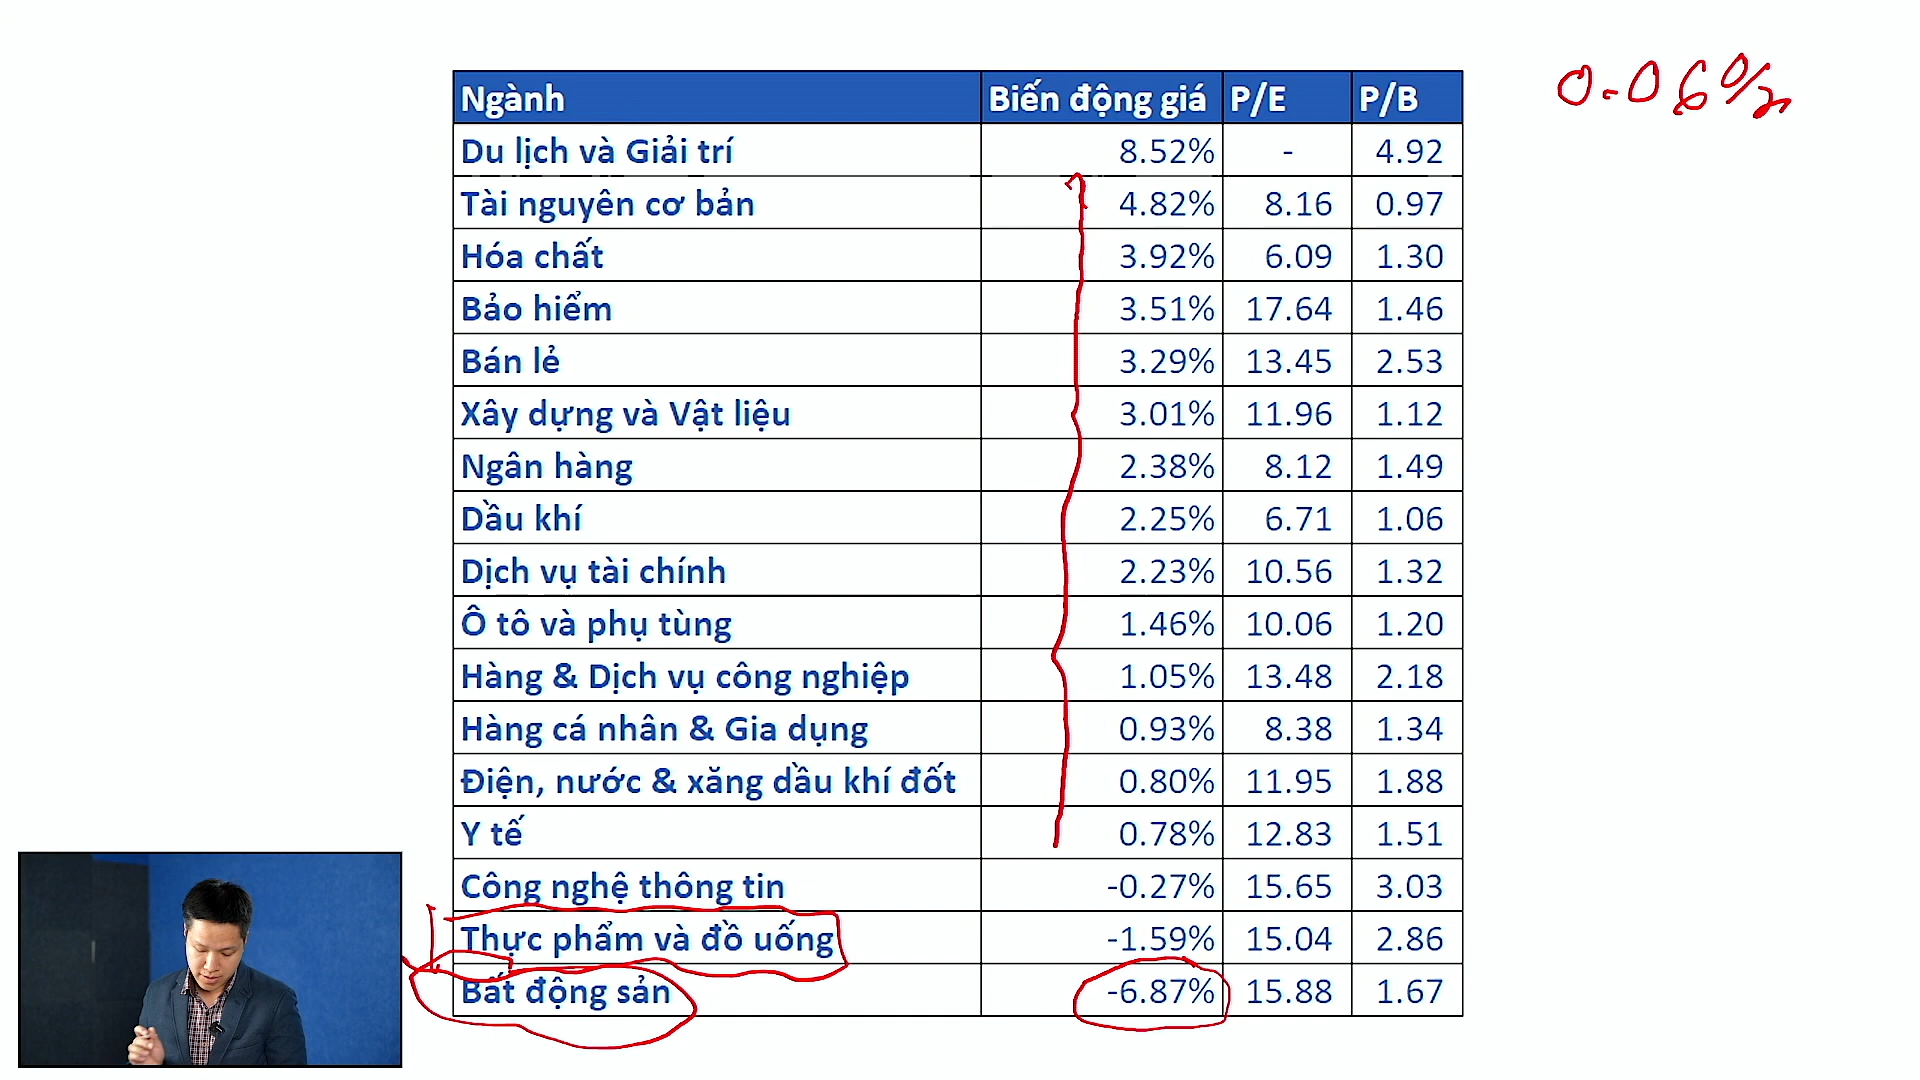 0.06%
Ngành Biến động giá P/E P/B
Du lịch và Giải trí 8.52% - 4.92
Tài nguyên cơ bản 4.82% 8.16 0.97
Hóa chất 3.92% 6.09 1.30
Bảo hiểm 3.51% 17.64 1.46
Bán lẻ 3.29% 13.45 2.53
Xây dựng và Vật liệu 3.01% 11.96 1.12
Ngân hàng 2.38% 8.12 1.49
Dầu khí 2.25% 6.71 1.06
Dịch vụ tài chính 2.23% 10.56 1.32
Ô tô và phụ tùng 1.46% 10.06 1.20
Hàng & Dịch vụ công nghiệp 1.05% 13.48 2.18
Hàng cá nhân & Gia dụng 0.93% 8.38 1.34
Điện, nước & xăng dầu khí đốt 0.80% 11.95 1.88
Y tế 0.78% 12.83 1.51
Công nghệ thông tin -0.27% 15.65 3.03
Thực phẩm và đồ uống -1.59% 15.04 2.86
Bất động sản -6.87% 15.88 1.67